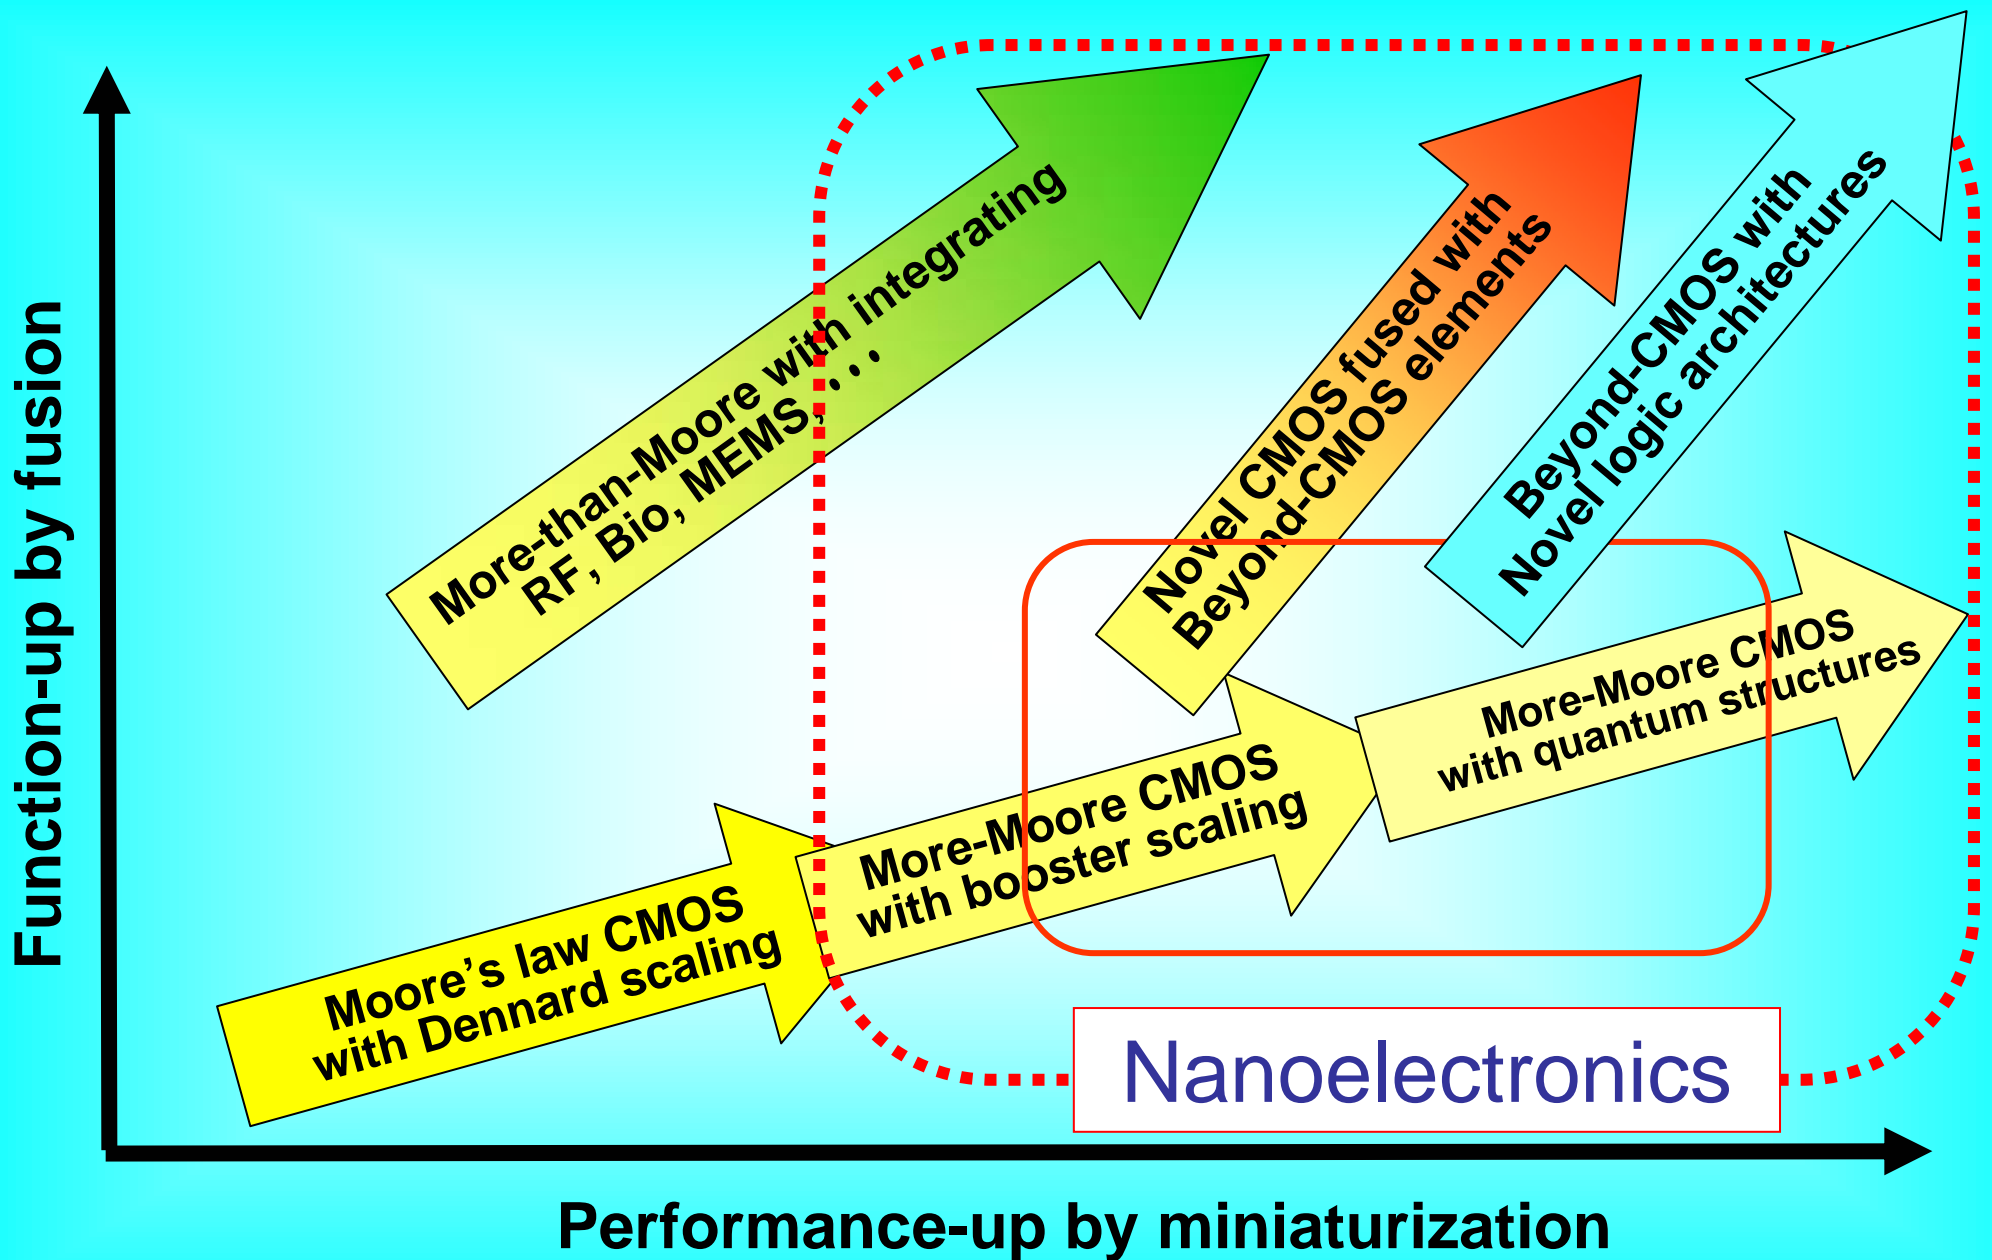 Function-up by fusion
More-than-Moore with integrating
RF, Bio, MEMS, …
Novel CMOS fused with
Beyond-CMOS elements
Beyond-CMOS with
Novel logic architectures
More-Moore CMOS
with quantum structures
More-Moore CMOS
with booster scaling
Moore’s law CMOS
with Dennard scaling
Nanoelectronics
Performance-up by miniaturization